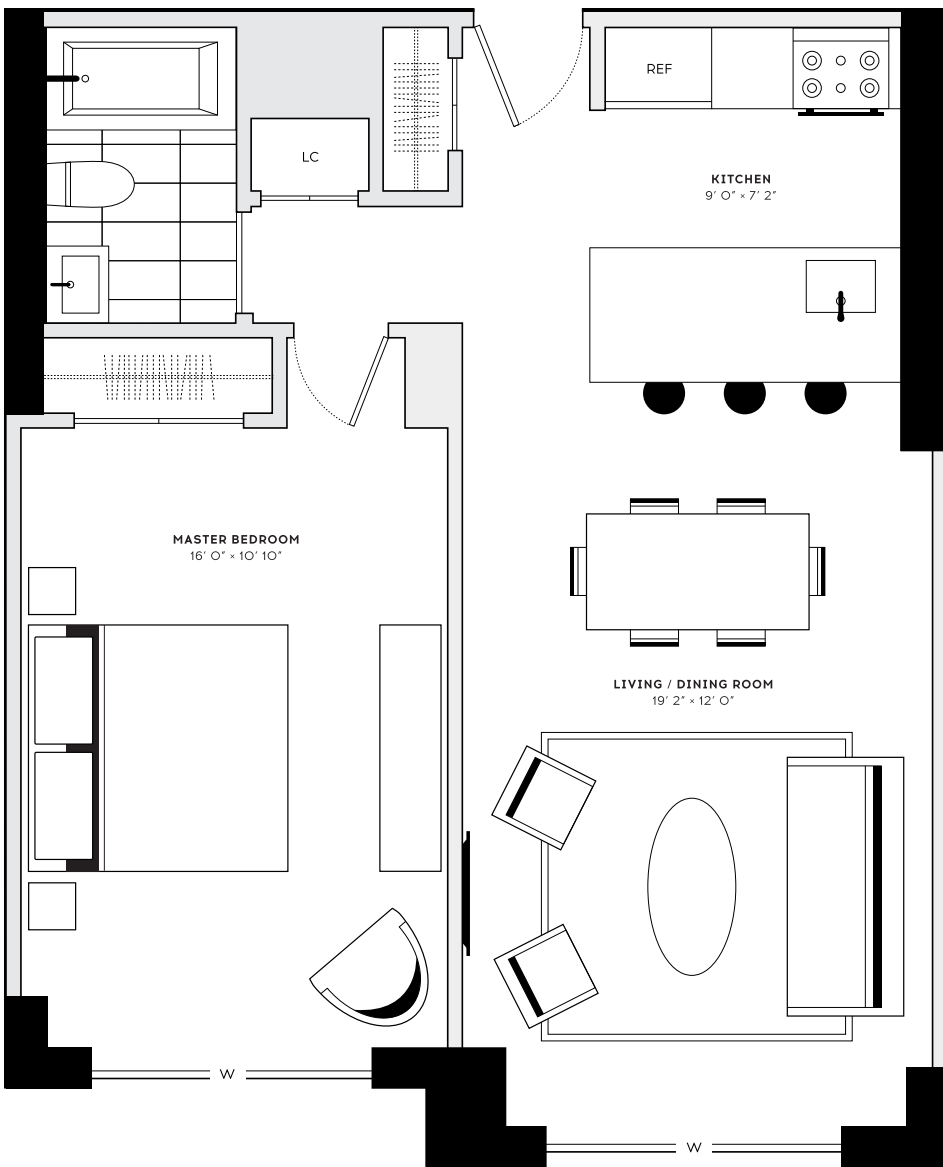 REF
LC
KITCHEN
9' 0" × 7' 2"
MASTER BEDROOM
16' 0" × 10' 10"
LIVING / DINING ROOM
19' 2" × 12' 0"
W
W